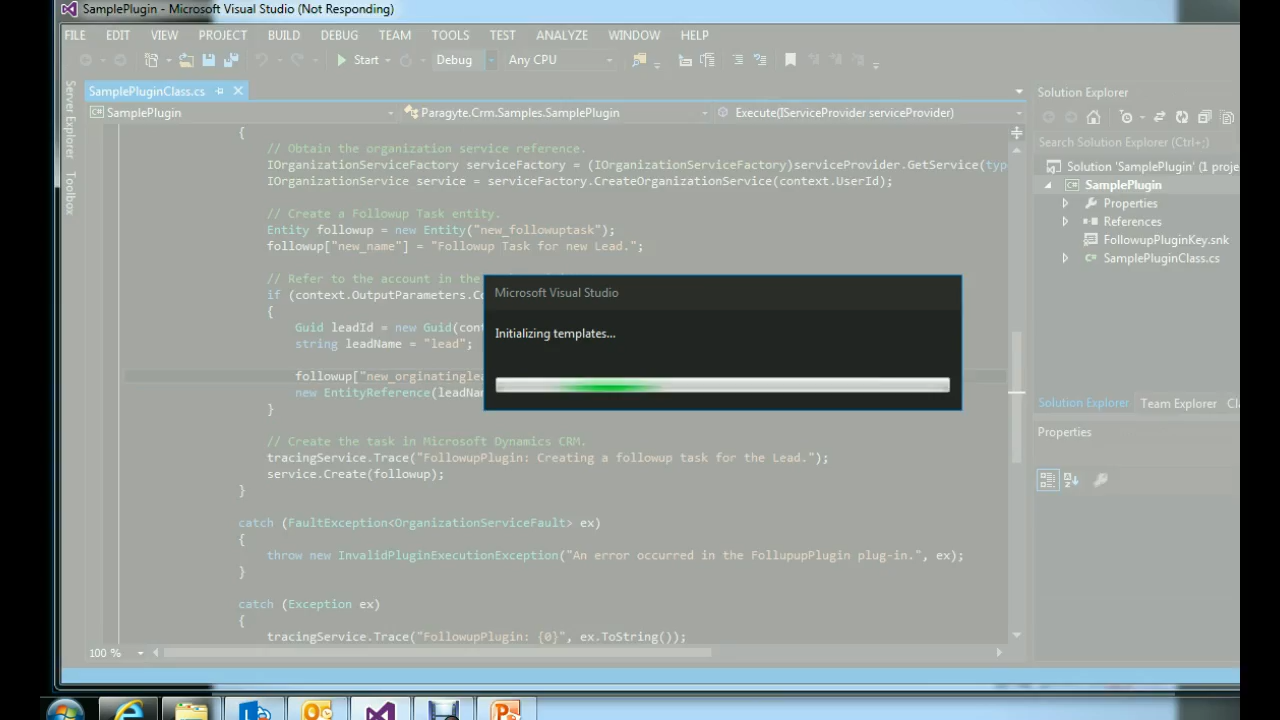 SamplePlugin - Microsoft Visual Studio (Not Responding)
FILE EDIT VIEW PROJECT BUILD DEBUG TEAM TOOLS TEST ANALYZE WINDOW HELP
Start Debug Any CPU
Server Explorer
Toolbox
SamplePluginClass.cs
SamplePlugin Paragyte.Crm.Samples.SamplePlugin Execute(IServiceProvider serviceProvider)
{
// Obtain the organization service reference.
IOrganizationServiceFactory serviceFactory = (IOrganizationServiceFactory)serviceProvider.GetService(typ
IOrganizationService service = serviceFactory.CreateOrganizationService(context.UserId);
// Create a Followup Task entity.
Entity followup = new Entity("new_followuptask");
followup["new_name"] = "Followup Task for new Lead.";
// Refer to the account in the
if (context.OutputParameters.Co
{
Guid leadId = new Guid(cont
string leadName = "lead";
followup["new_orginatinglea
new EntityReference(leadNam
}
// Create the task in Microsoft Dynamics CRM.
tracingService.Trace("FollowupPlugin: Creating a followup task for the Lead.");
service.Create(followup);
}
catch (FaultException<OrganizationServiceFault> ex)
{
throw new InvalidPluginExecutionException("An error occurred in the FollupupPlugin plug-in.", ex);
}
catch (Exception ex)
{
tracingService.Trace("FollowupPlugin: {0}", ex.ToString());
100 %
Microsoft Visual Studio
Initializing templates...
Solution Explorer
Search Solution Explorer (Ctrl+;)
Solution 'SamplePlugin' (1 proje
SamplePlugin
Properties
References
FollowupPluginKey.snk
SamplePluginClass.cs
Solution Explorer Team Explorer Cl
Properties